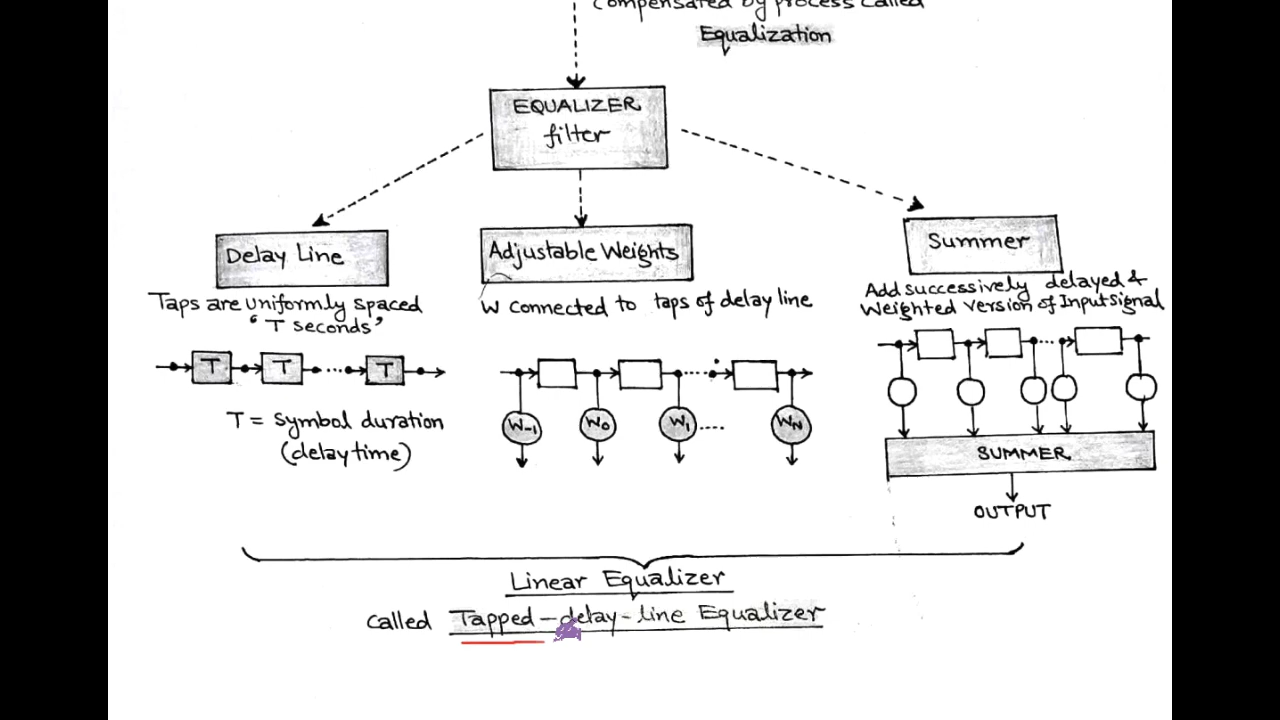 compensated by process called
Equalization
EQUALIZER
filter
Delay Line
Adjustable Weights
Summer
Taps are uniformly spaced
"T seconds"
W connected to taps of delay line
Add successively delayed &
Weighted version of Input Signal
T T T
T = Symbol duration
(delay time)
W-1 W0 W1 .... WN
SUMMER
OUTPUT
Linear Equalizer
called Tapped-delay-line Equalizer